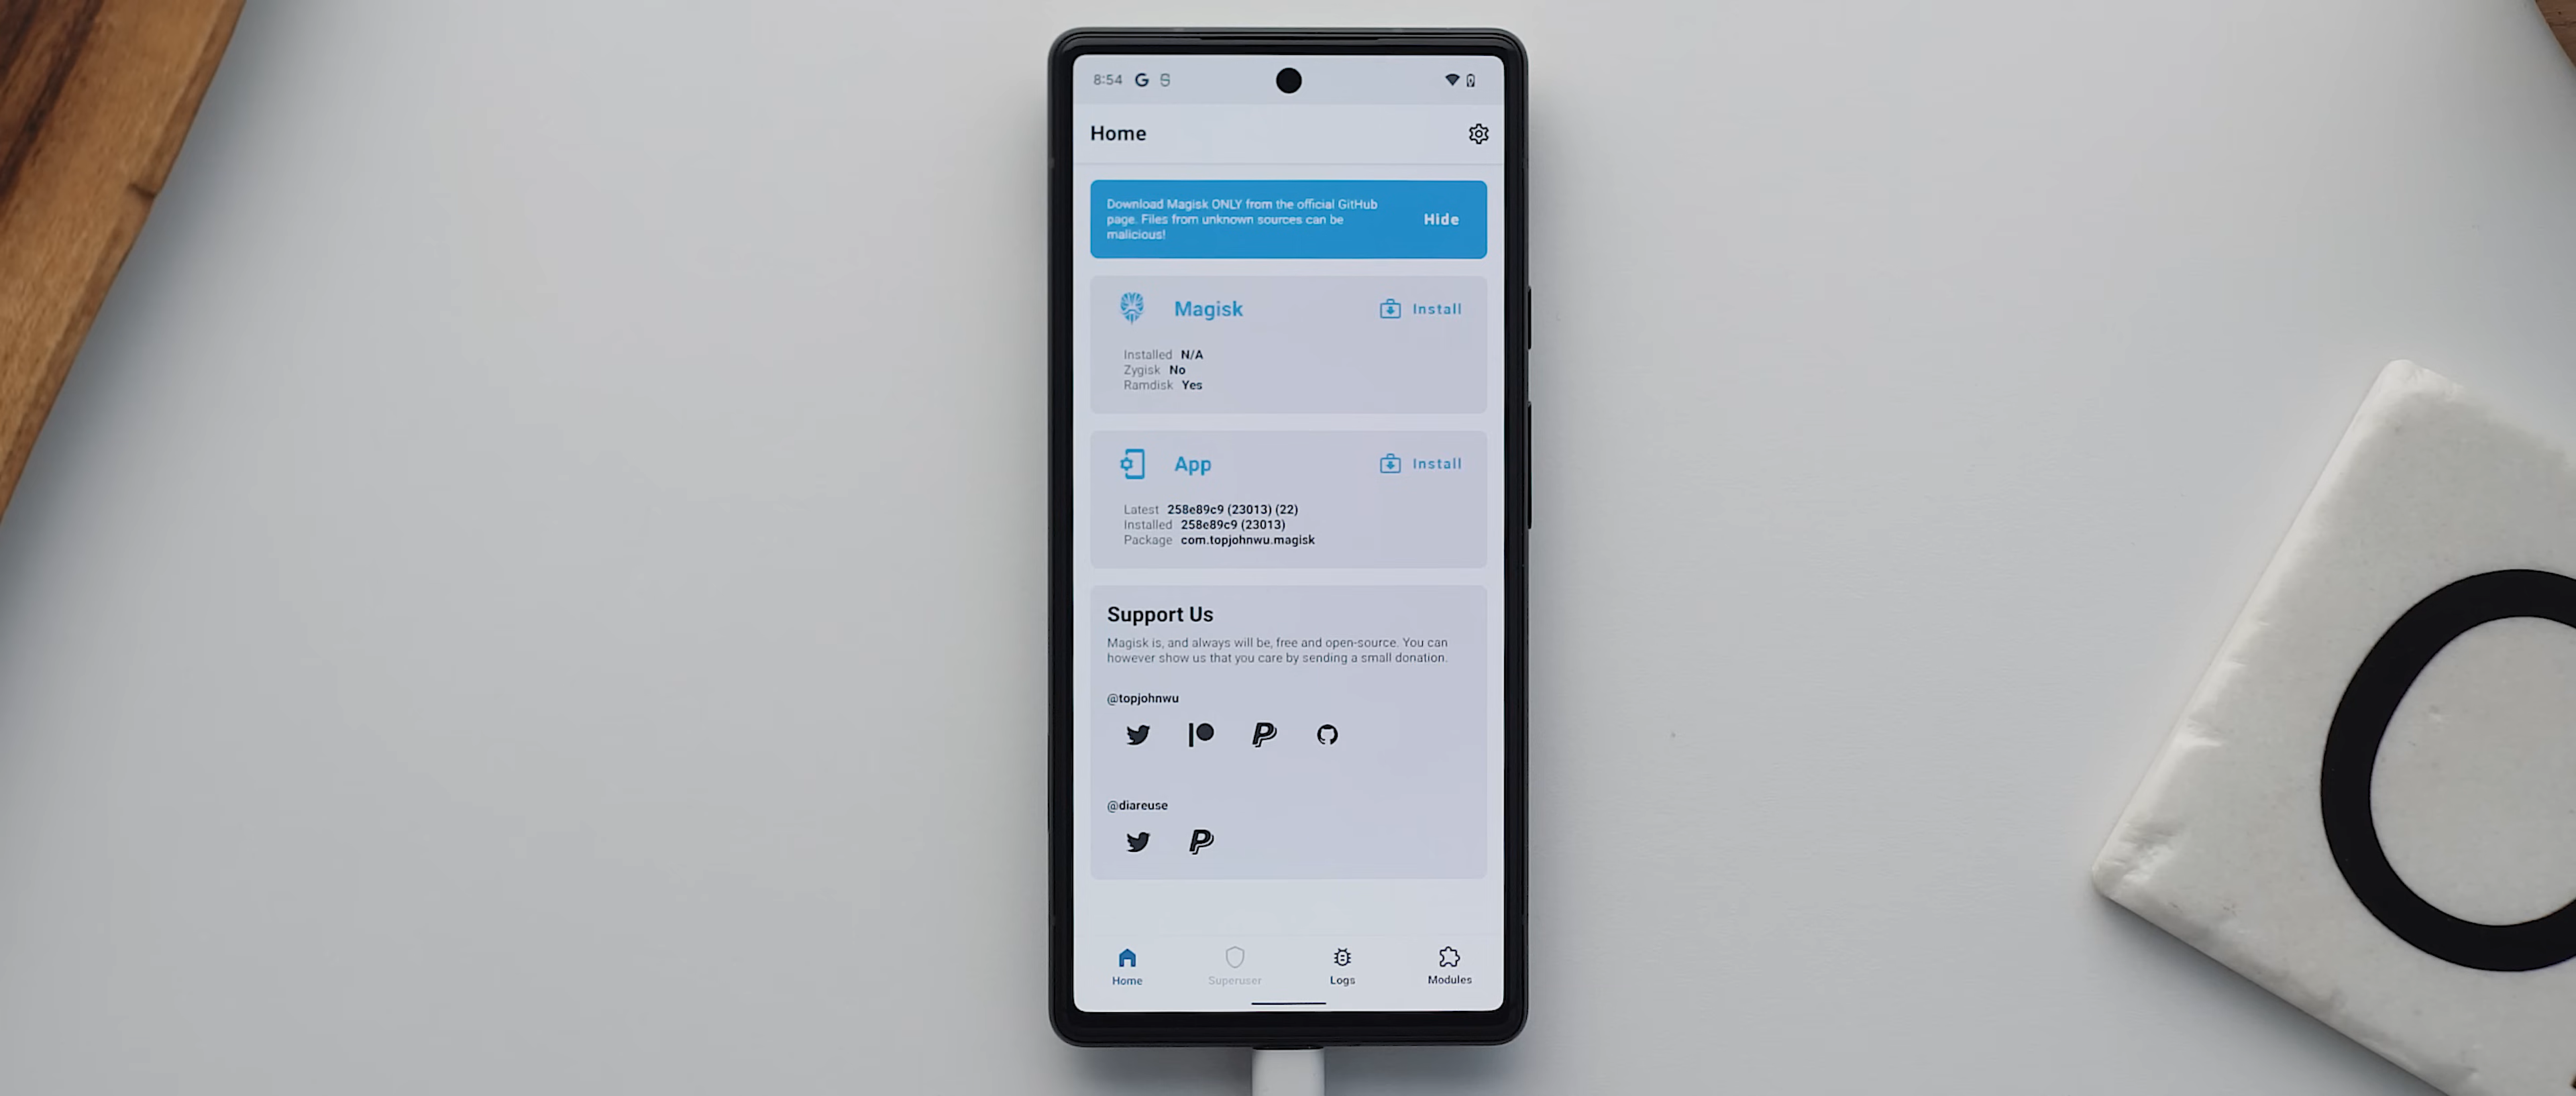 8:54
Home
Download Magisk ONLY from the official GitHub
page. Files from unknown sources can be
malicious!
Hide
Magisk
Install
Installed N/A
Zygisk No
Ramdisk Yes
App
Install
Latest 258e89c9 (23013) (22)
Installed 258e89c9 (23013)
Package com.topjohnwu.magisk
Support Us
Magisk is, and always will be, free and open-source. You can
however show us that you care by sending a small donation.
@topjohnwu
@diareuse
Home
Superuser
Logs
Modules